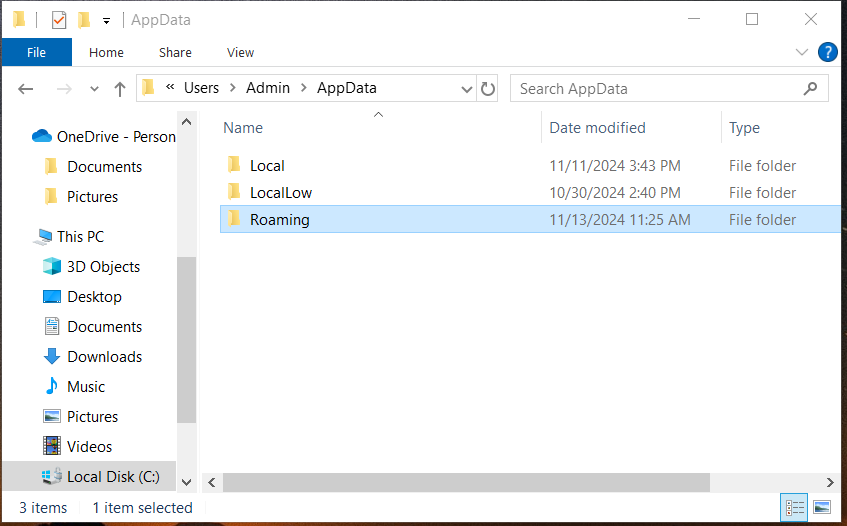 AppData
File Home Share View
« Users > Admin > AppData
Search AppData
Name Date modified Type
Local 11/11/2024 3:43 PM File folder
LocalLow 10/30/2024 2:40 PM File folder
Roaming 11/13/2024 11:25 AM File folder
OneDrive - Person
Documents
Pictures
This PC
3D Objects
Desktop
Documents
Downloads
Music
Pictures
Videos
Local Disk (C:)
3 items 1 item selected